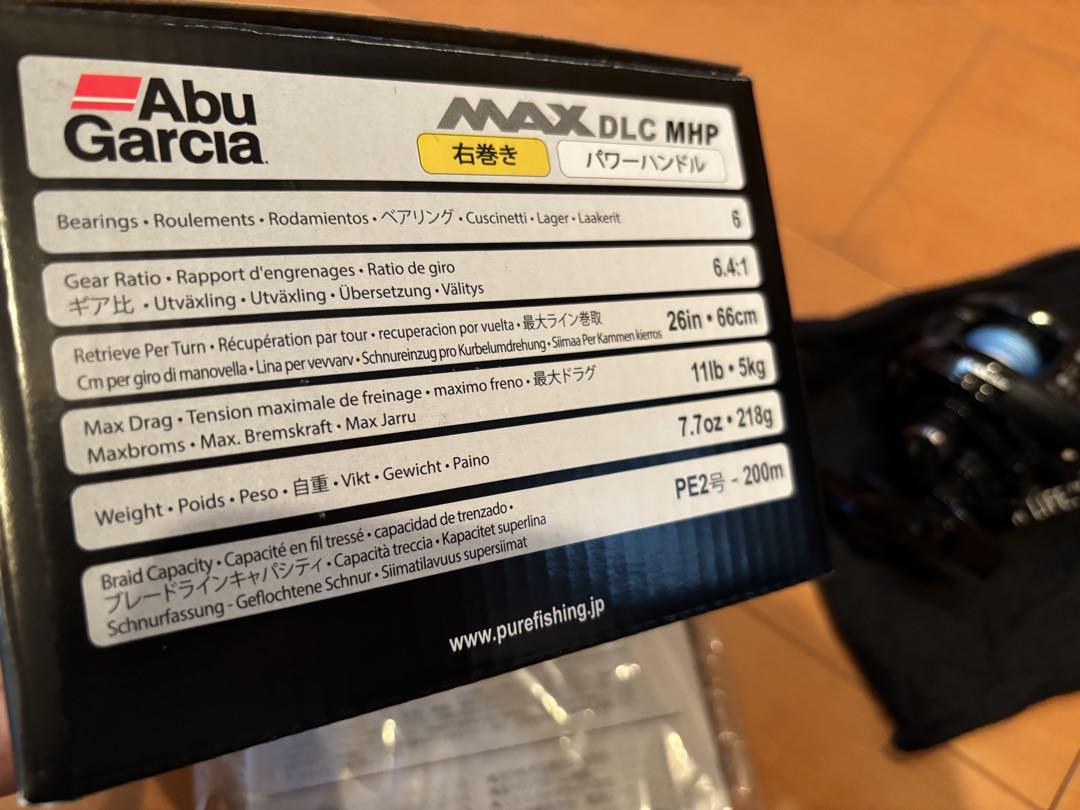 Abu
Garcia
MAX DLC MHP
右巻き パワーハンドル
Bearings • Roulements • Rodamientos • ベアリング • Cuscinetti • Lager • Laakerit 6
Gear Ratio • Rapport d'engrenages • Ratio de giro 6.4:1
ギア比 • Utväxling • Utväxling • Übersetzung • Välitys
Retrieve Per Turn • Récupération par tour • recuperacion por vuelta • 最大ライン巻取 26in • 66cm
Cm per giro di manovella • Lina per vevvarv • Schnureinzug pro Kurbelumdrehung • Siimaa Per Kammen kierros
Max Drag • Tension maximale de freinage • maximo freno • 最大ドラグ 11lb • 5kg
Maxbroms • Max. Bremskraft • Max Jarru
Weight • Poids • Peso • 自重 • Vikt • Gewicht • Paino 7.7oz • 218g
Braid Capacity • Capacité en fil tressé • capacidad de trenzado • PE2号 - 200m
ブレードラインキャパシティ • Capacità treccia • Kapacitet superlina
Schnurfassung - Geflochtene Schnur • Siimatilavuus supersiimat
www.purefishing.jp